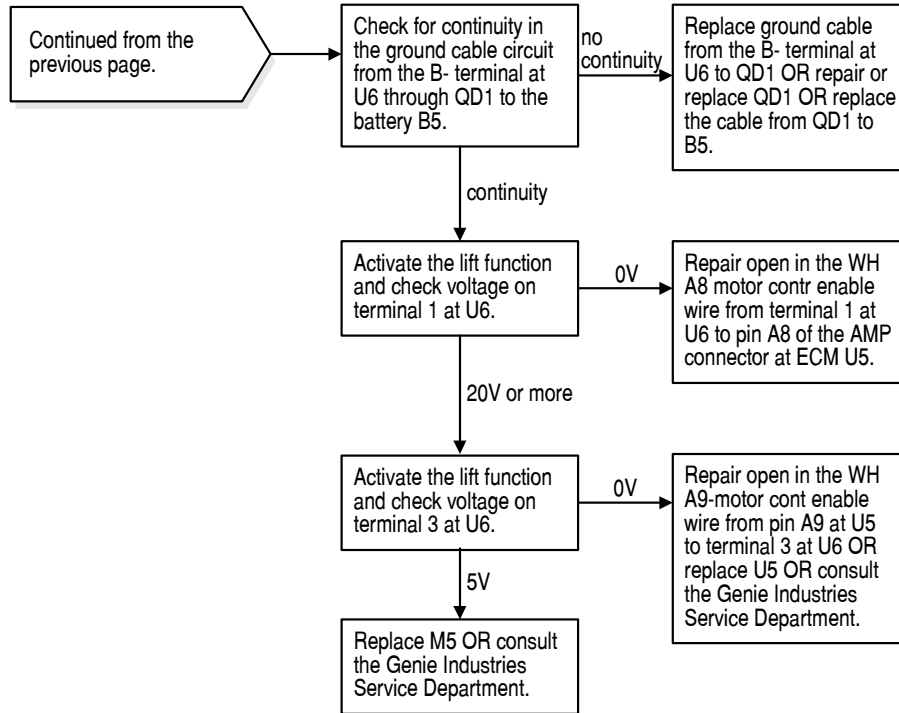 Continued from the
previous page.
Check for continuity in
the ground cable circuit
from the B- terminal at
U6 through QD1 to the
battery B5.
no
continuity
Replace ground cable
from the B- terminal at
U6 to QD1 OR repair or
replace QD1 OR replace
the cable from QD1 to
B5.
continuity
Activate the lift function
and check voltage on
terminal 1 at U6.
0V
Repair open in the WH
A8 motor contr enable
wire from terminal 1 at
U6 to pin A8 of the AMP
connector at ECM U5.
20V or more
Activate the lift function
and check voltage on
terminal 3 at U6.
0V
Repair open in the WH
A9-motor cont enable
wire from pin A9 at U5
to terminal 3 at U6 OR
replace U5 OR consult
the Genie Industries
Service Department.
5V
Replace M5 OR consult
the Genie Industries
Service Department.